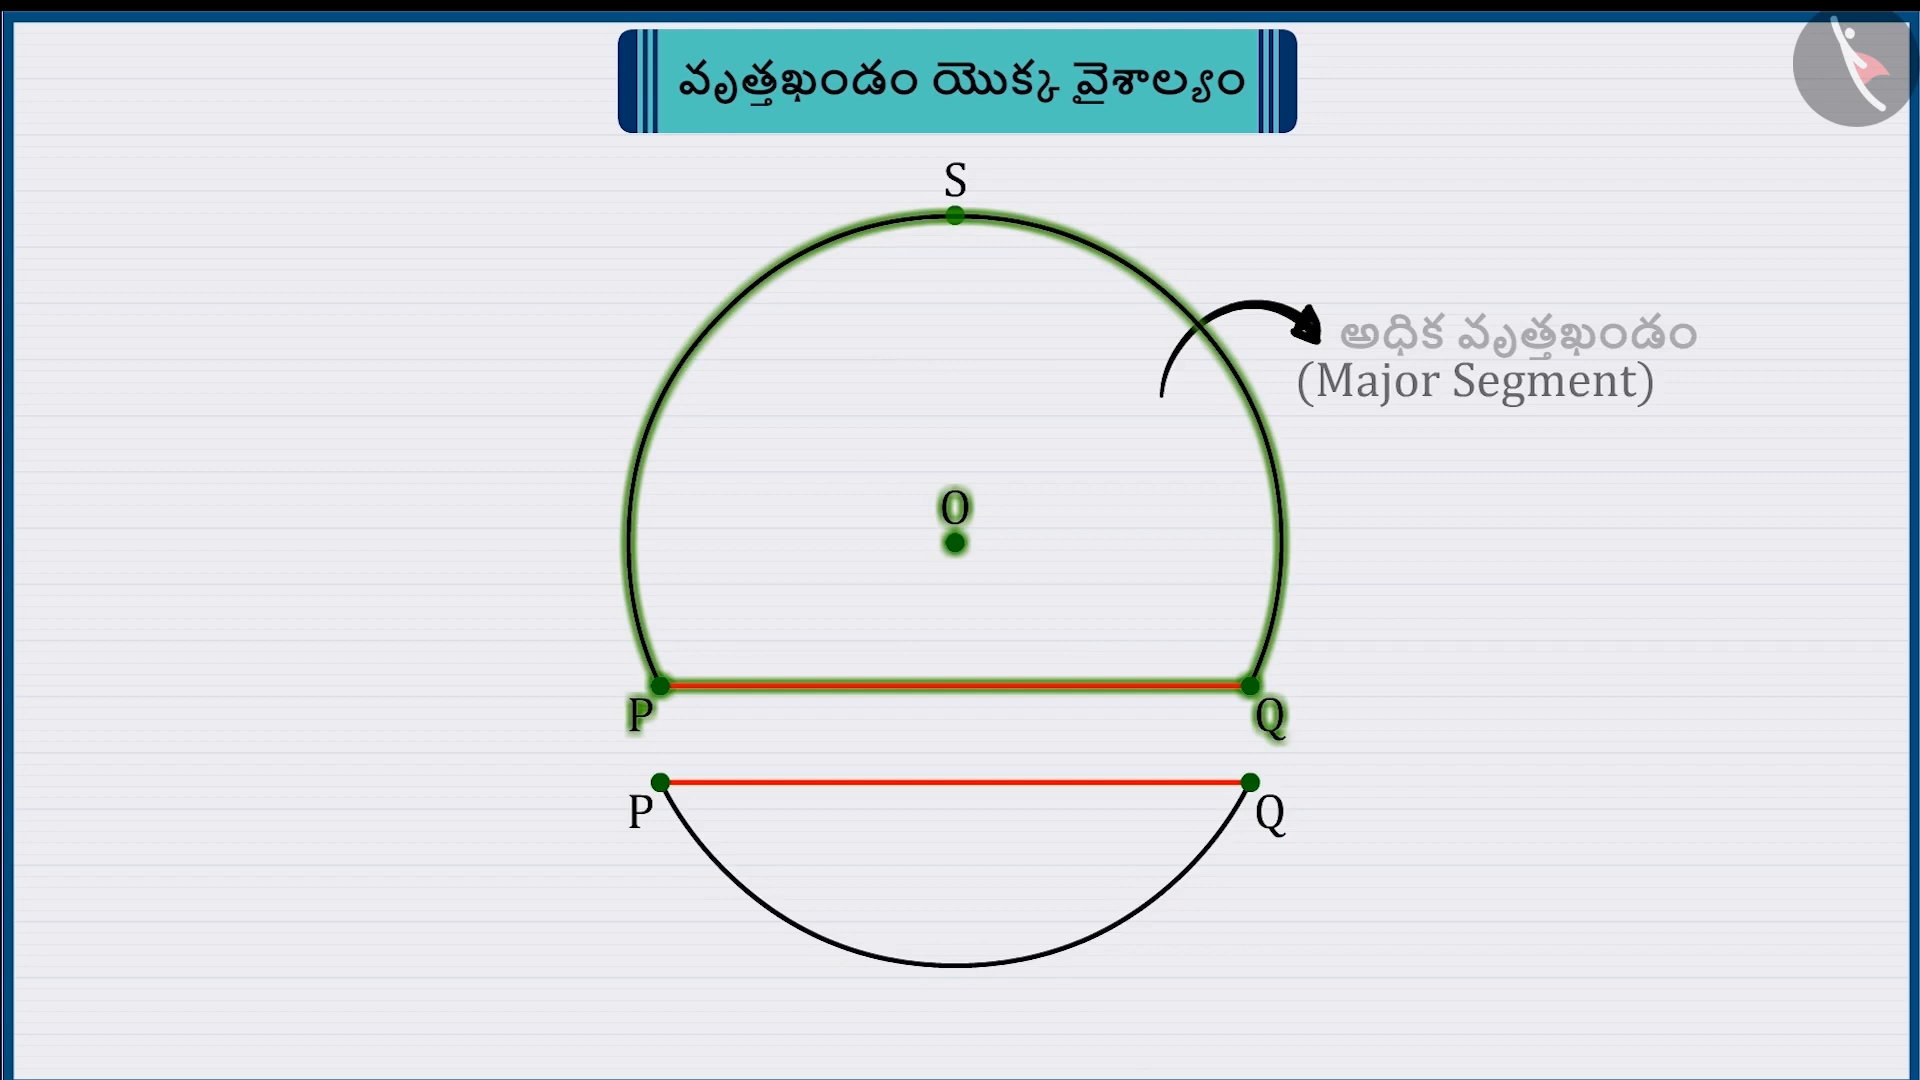 వృత్తఖండం యొక్క వైశాల్యం
S
అధిక వృత్తఖండం
(Major Segment)
O
P Q
P Q